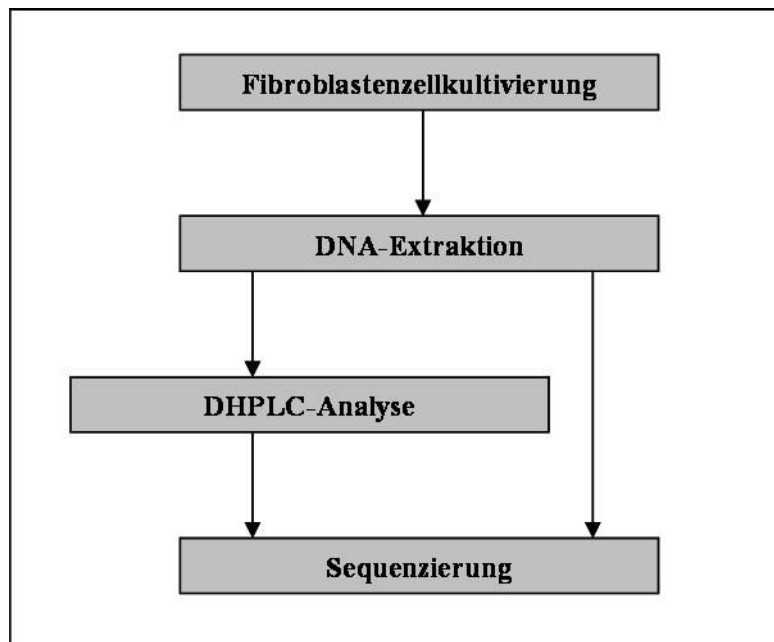 Fibroblastenzellkultivierung
DNA-Extraktion
DHPLC-Analyse
Sequenzierung